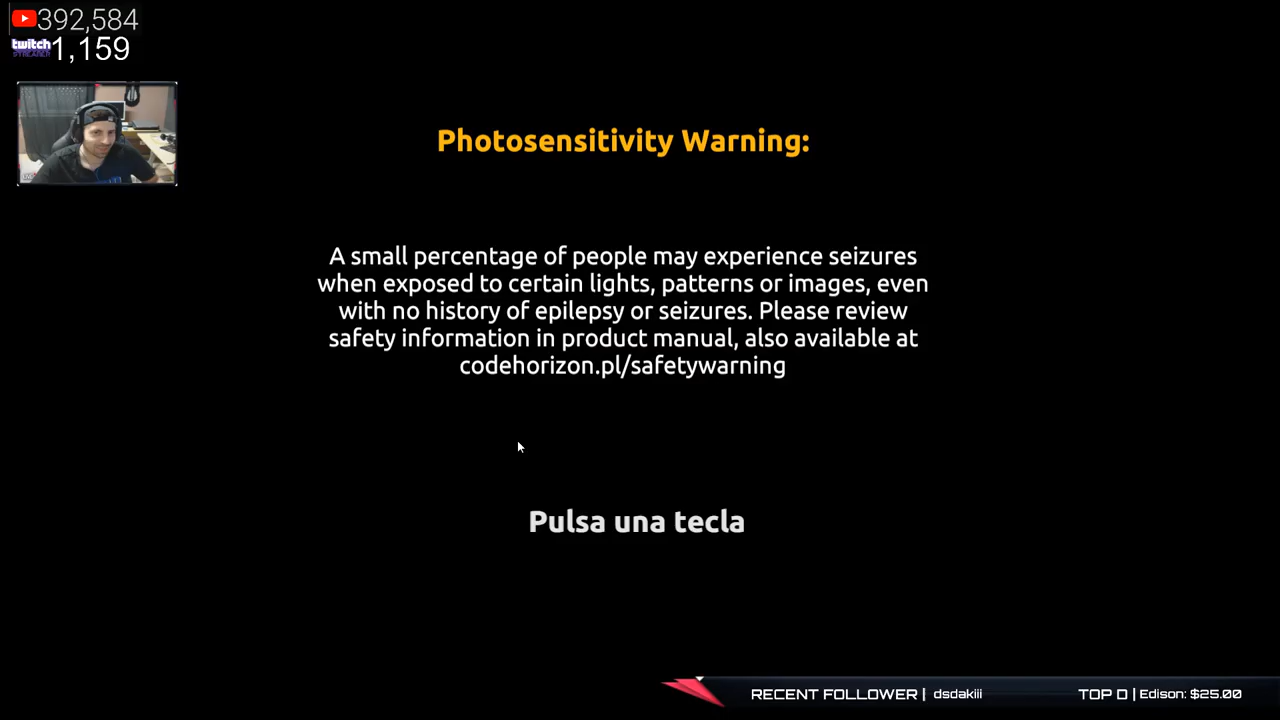 392,584
twitch
1,159
Photosensitivity Warning:
A small percentage of people may experience seizures
when exposed to certain lights, patterns or images, even
with no history of epilepsy or seizures. Please review
safety information in product manual, also available at
codehorizon.pl/safetywarning
Pulsa una tecla
RECENT FOLLOWER | dsdakiii
TOP D | Edison: $25.00